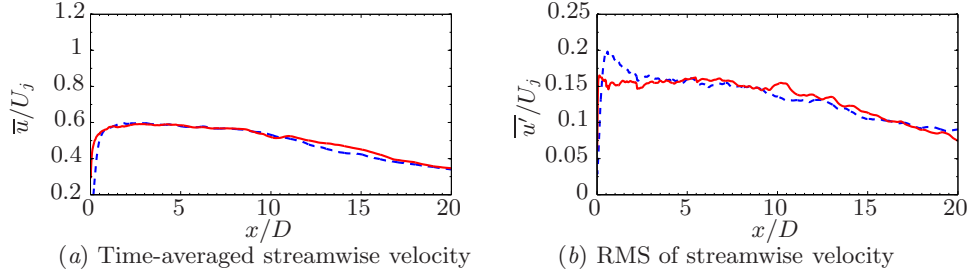 1.2
1
0.8
0.6
0.4
0.2
u̅/U_j
0 5 10 15 20
x/D
(a) Time-averaged streamwise velocity
0.25
0.2
0.15
0.1
0.05
0
u̅'̅/U_j
0 5 10 15 20
x/D
(b) RMS of streamwise velocity